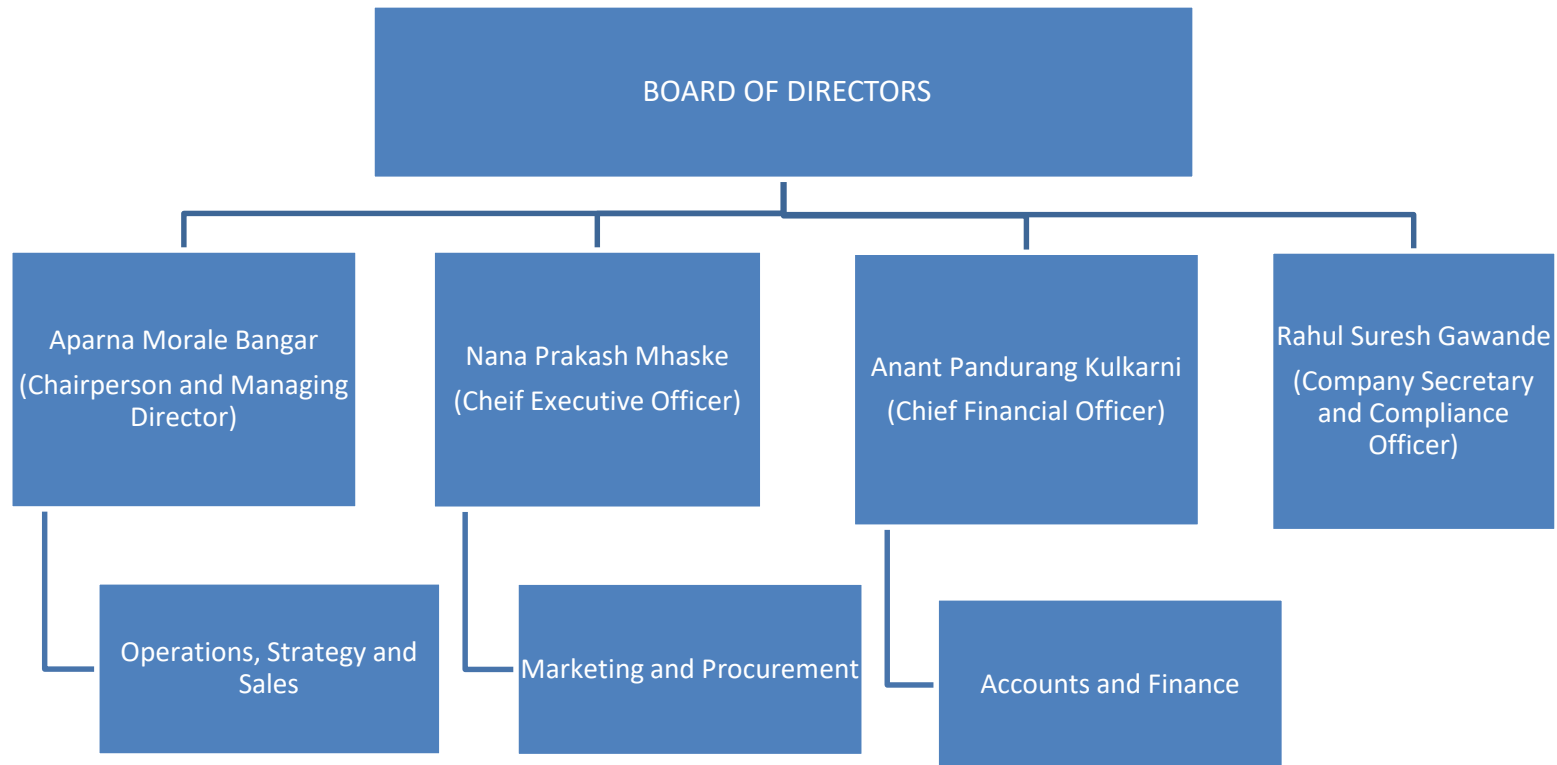 BOARD OF DIRECTORS
Aparna Morale Bangar
(Chairperson and Managing
Director)
Nana Prakash Mhaske
(Cheif Executive Officer)
Anant Pandurang Kulkarni
(Chief Financial Officer)
Rahul Suresh Gawande
(Company Secretary
and Compliance
Officer)
Operations, Strategy and
Sales
Marketing and Procurement
Accounts and Finance